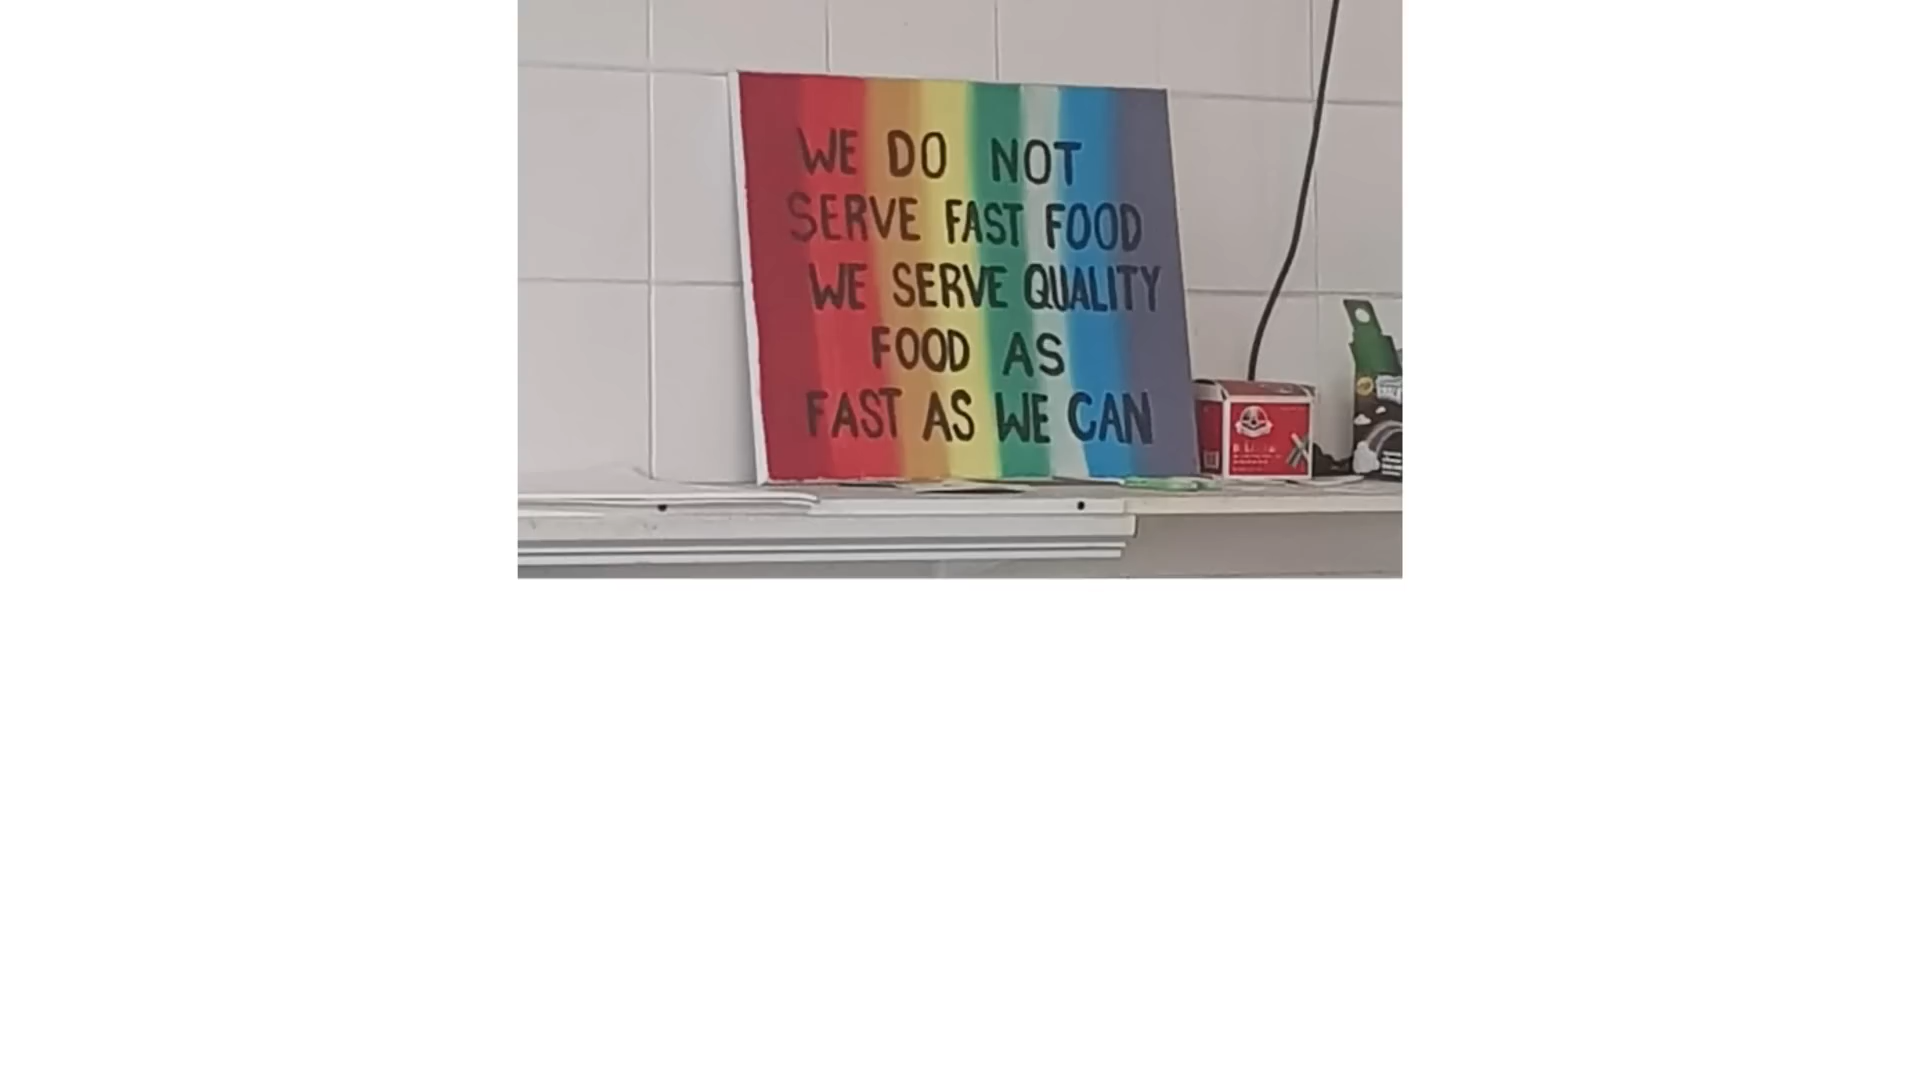 WE DO NOT
SERVE FAST FOOD
WE SERVE QUALITY
FOOD AS
FAST AS WE CAN